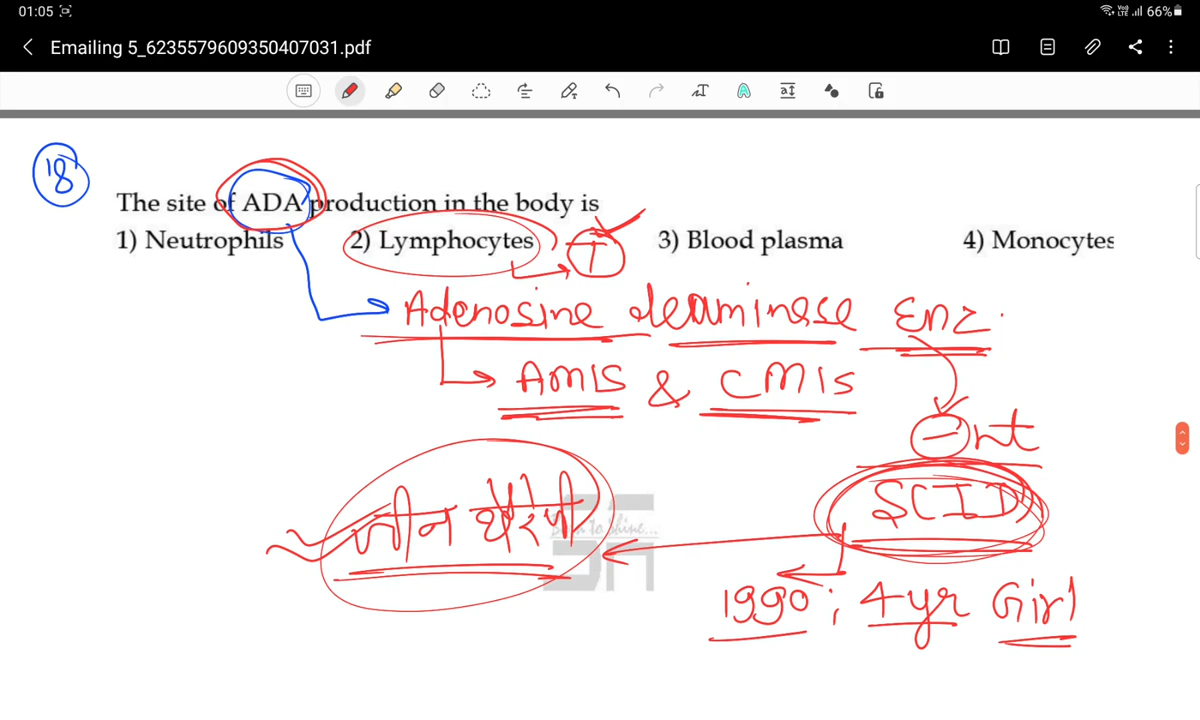 01:05 66%
Emailing 5_6235579609350407031.pdf
18
The site of ADA production in the body is
1) Neutrophils 2) Lymphocytes T 3) Blood plasma 4) Monocytes
Adenosine deaminase Enz.
AMIS & CMIS
SCID
जीन थेरेपी
1990; 4yr Girl